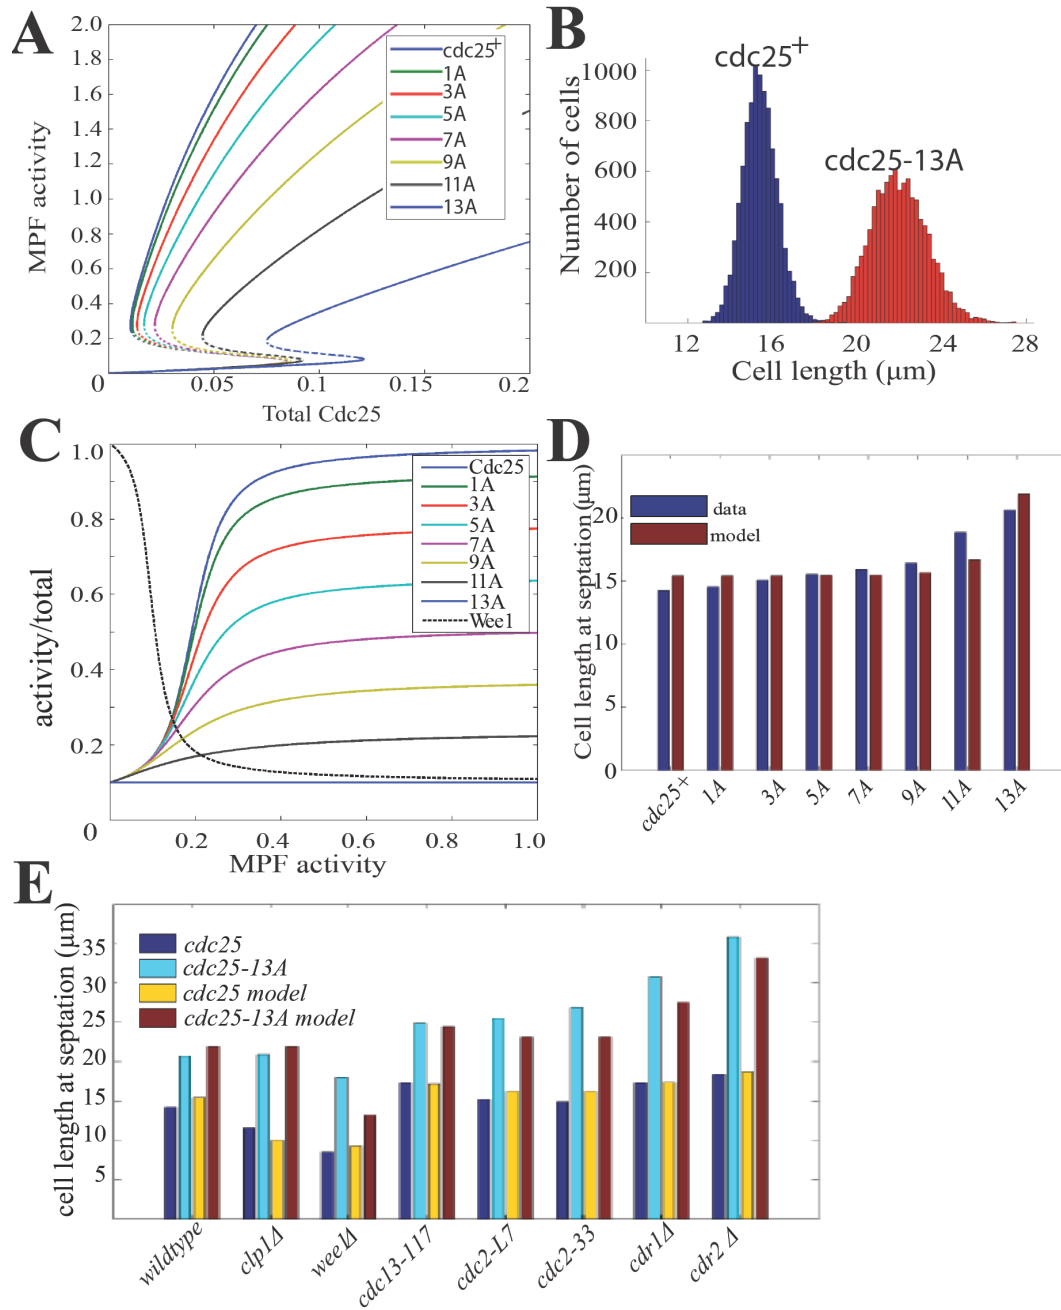 A
MPF activity
2.0
1.8
1.6
1.4
1.2
1.0
0.8
0.6
0.4
0.2
0
0.05
0.1
0.15
0.2
Total Cdc25
cdc25+
1A
3A
5A
7A
9A
11A
13A
B
Number of cells
1000
800
600
400
200
cdc25+
cdc25-13A
12
16
20
24
28
Cell length (μm)
C
activity/total
1.0
0.8
0.6
0.4
0.2
0
0.2
0.4
0.6
0.8
1.0
MPF activity
Cdc25
1A
3A
5A
7A
9A
11A
13A
Wee1
D
Cell length at septation (μm)
20
15
10
5
0
data
model
cdc25+
1A
3A
5A
7A
9A
11A
13A
E
cell length at septation (μm)
35
30
25
20
15
10
5
cdc25
cdc25-13A
cdc25 model
cdc25-13A model
wildtype
clp1Δ
wee1Δ
cdc13-117
cdc2-L7
cdc2-33
cdr1Δ
cdr2 Δ